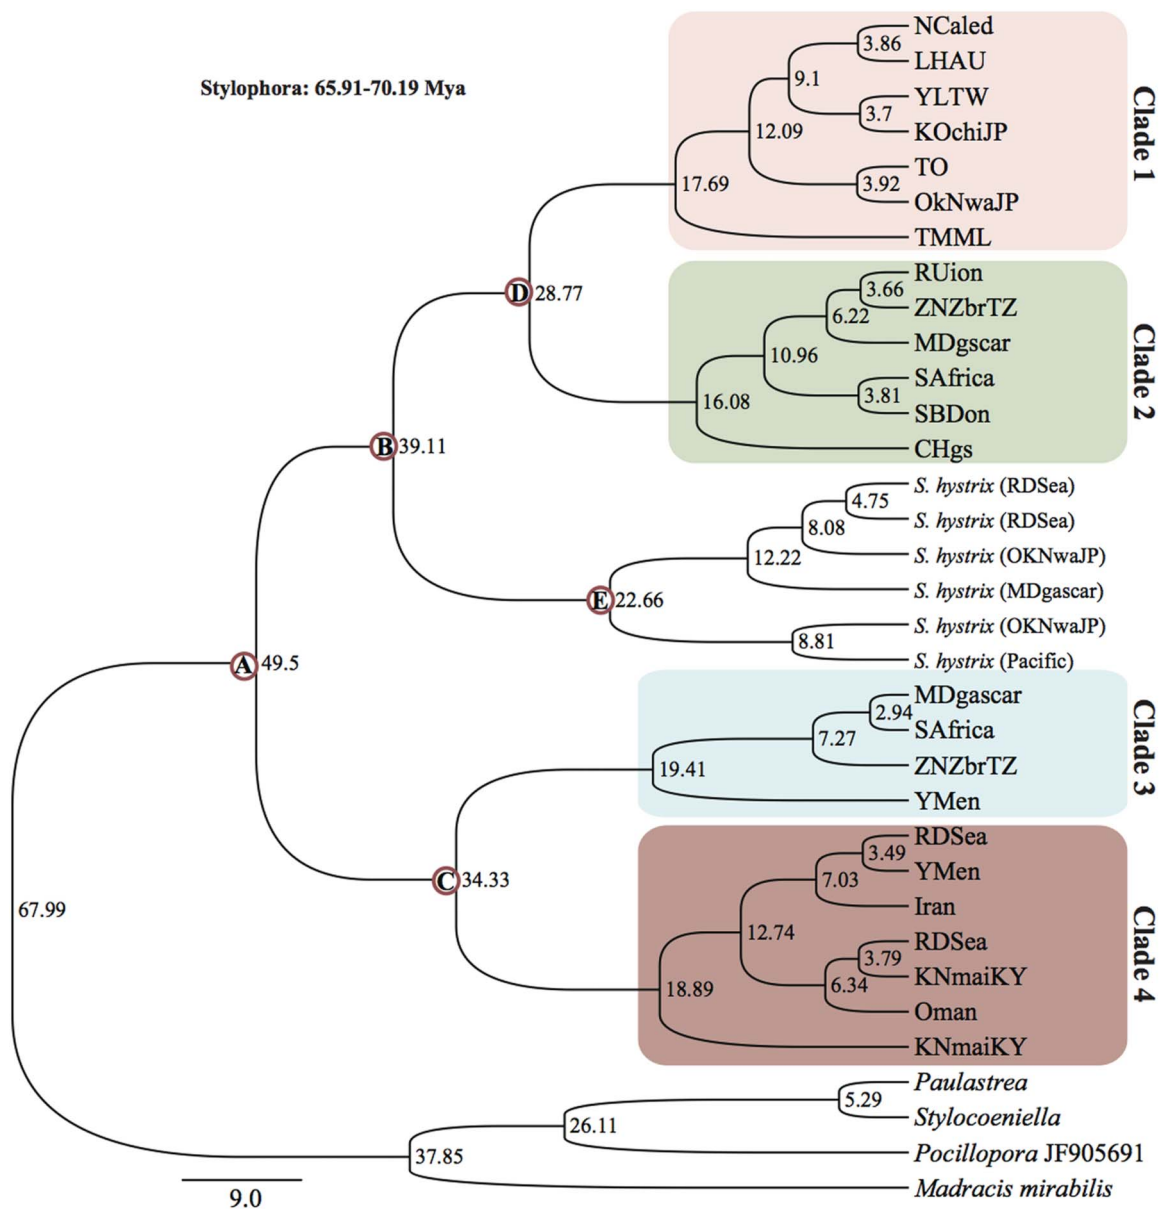 Stylophora: 65.91-70.19 Mya
NCaled
3.86
LHAU
9.1
YLTW
3.7
KOchiJP
12.09
TO
3.92
OkNwaJP
17.69
TMML
Clade 1
RUion
3.66
ZNZbrTZ
6.22
MDgscar
10.96
SAfrica
3.81
SBDon
16.08
CHgs
Clade 2
D 28.77
B 39.11
S. hystrix (RDSea)
4.75
S. hystrix (RDSea)
8.08
S. hystrix (OKNwaJP)
12.22
S. hystrix (MDgascar)
E 22.66
S. hystrix (OKNwaJP)
8.81
S. hystrix (Pacific)
A 49.5
MDgascar
2.94
SAfrica
7.27
ZNZbrTZ
19.41
YMen
Clade 3
C 34.33
RDSea
3.49
YMen
7.03
Iran
12.74
RDSea
3.79
KNmaiKY
6.34
Oman
18.89
KNmaiKY
Clade 4
67.99
Paulastrea
5.29
Stylocoeniella
26.11
Pocillopora JF905691
37.85
Madracis mirabilis
9.0